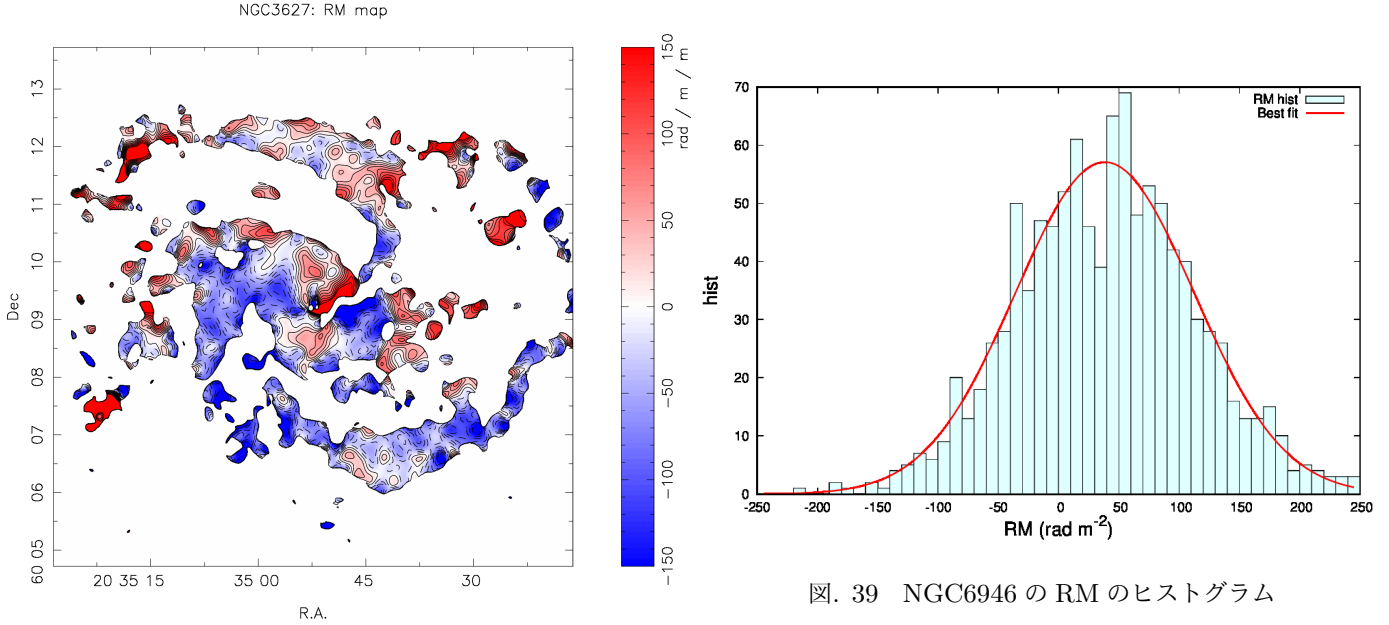 NGC3627: RM map
Dec
13
12
11
10
09
08
07
06
60 05
20 35 15
35 00
45
30
R.A.
150
100
50
0
−50
−100
−150
rad / m / m
70
60
50
40
30
20
10
0
hist
RM hist
Best fit
-250 -200 -150 -100 -50 0 50 100 150 200 250
RM (rad m-2)
図. 39 NGC6946 の RM のヒストグラム